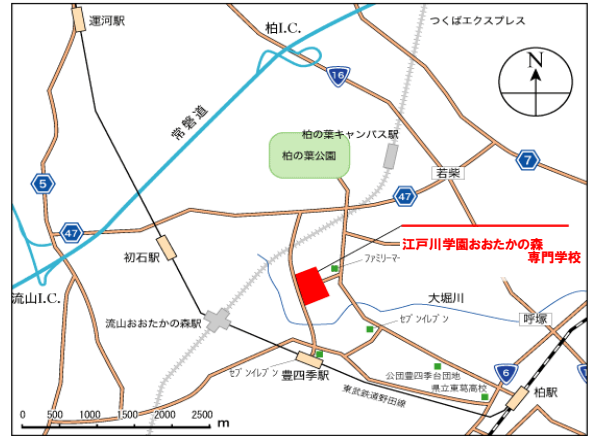 運河駅
柏I.C.
つくばエクスプレス
N
16
常磐道
柏の葉キャンパス駅
柏の葉公園
7
若柴
5
47
47
江戸川学園おおたかの森
専門学校
初石駅
ファミリーマー
流山I.C.
大堀川
流山おおたかの森駅
セブンイレブン
呼塚
セブンイレブン
豊四季駅
公団豊四季台団地
6
東武鉄道野田線
県立東葛高校
柏駅
0 500 1000 1500 2000 2500 m